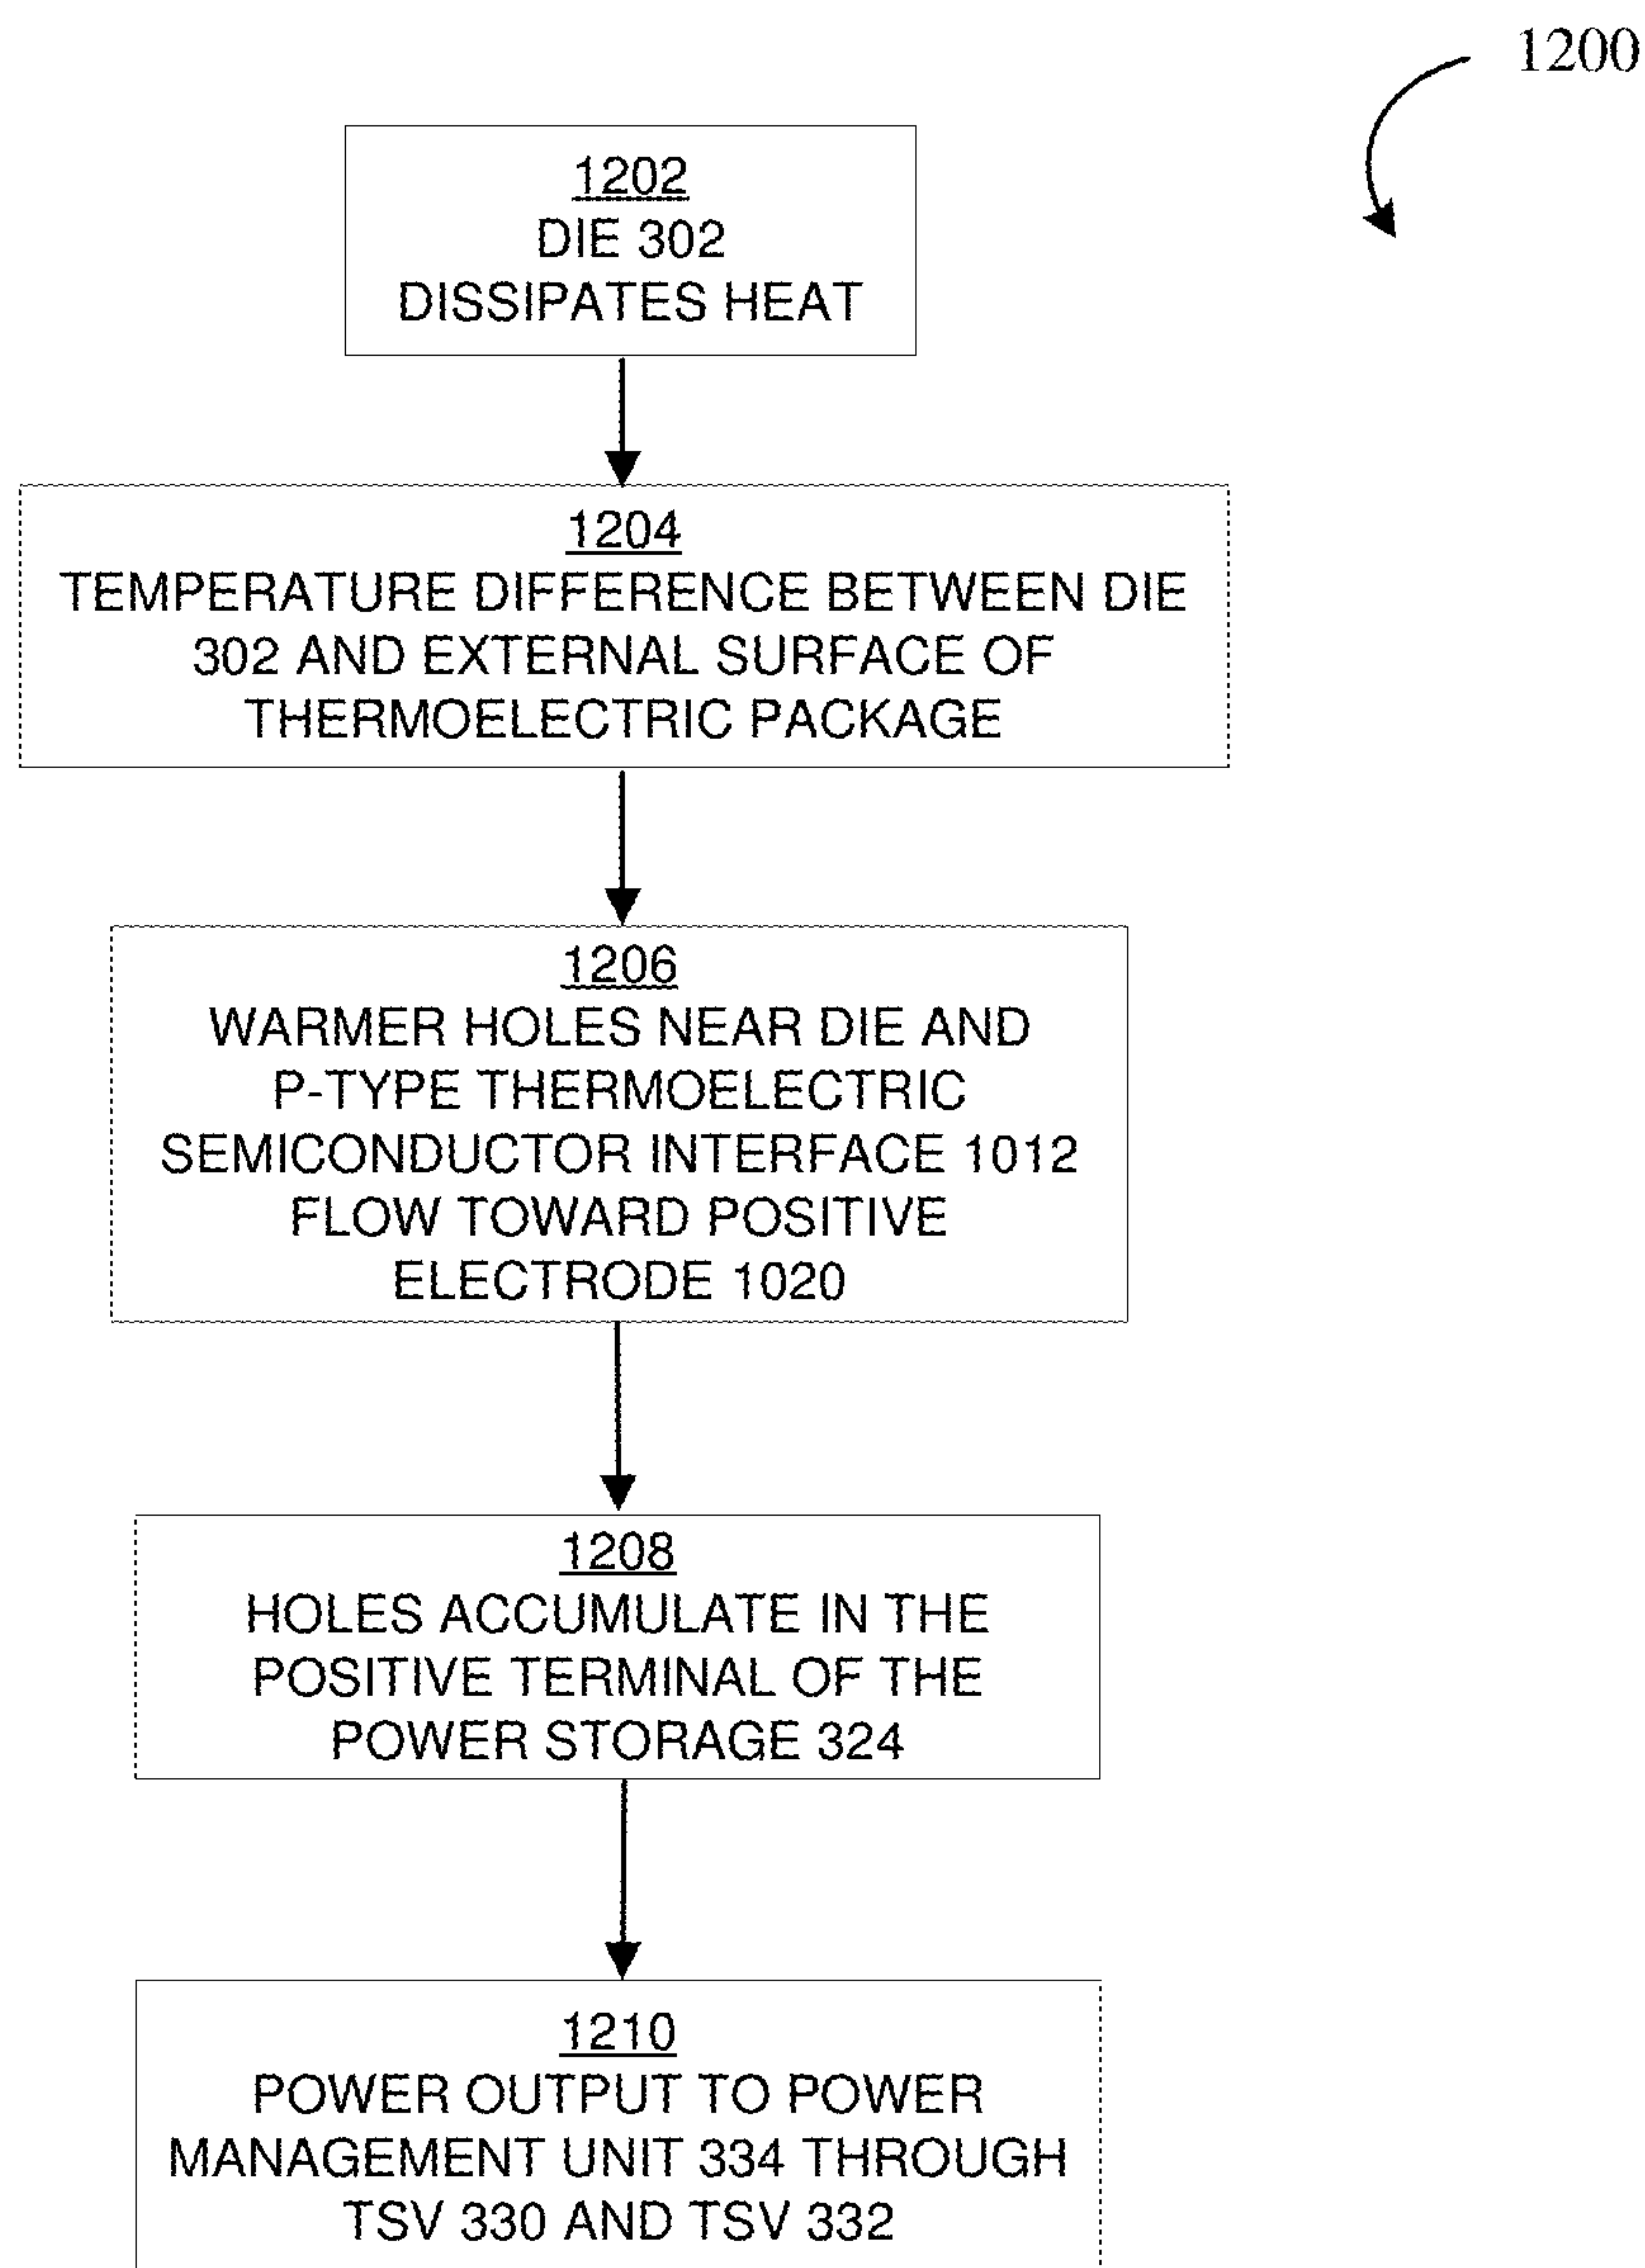 1200
1202
DIE 302
DISSIPATES HEAT
1204
TEMPERATURE DIFFERENCE BETWEEN DIE
302 AND EXTERNAL SURFACE OF
THERMOELECTRIC PACKAGE
1206
WARMER HOLES NEAR DIE AND
P-TYPE THERMOELECTRIC
SEMICONDUCTOR INTERFACE 1012
FLOW TOWARD POSITIVE
ELECTRODE 1020
1208
HOLES ACCUMULATE IN THE
POSITIVE TERMINAL OF THE
POWER STORAGE 324
1210
POWER OUTPUT TO POWER
MANAGEMENT UNIT 334 THROUGH
TSV 330 AND TSV 332